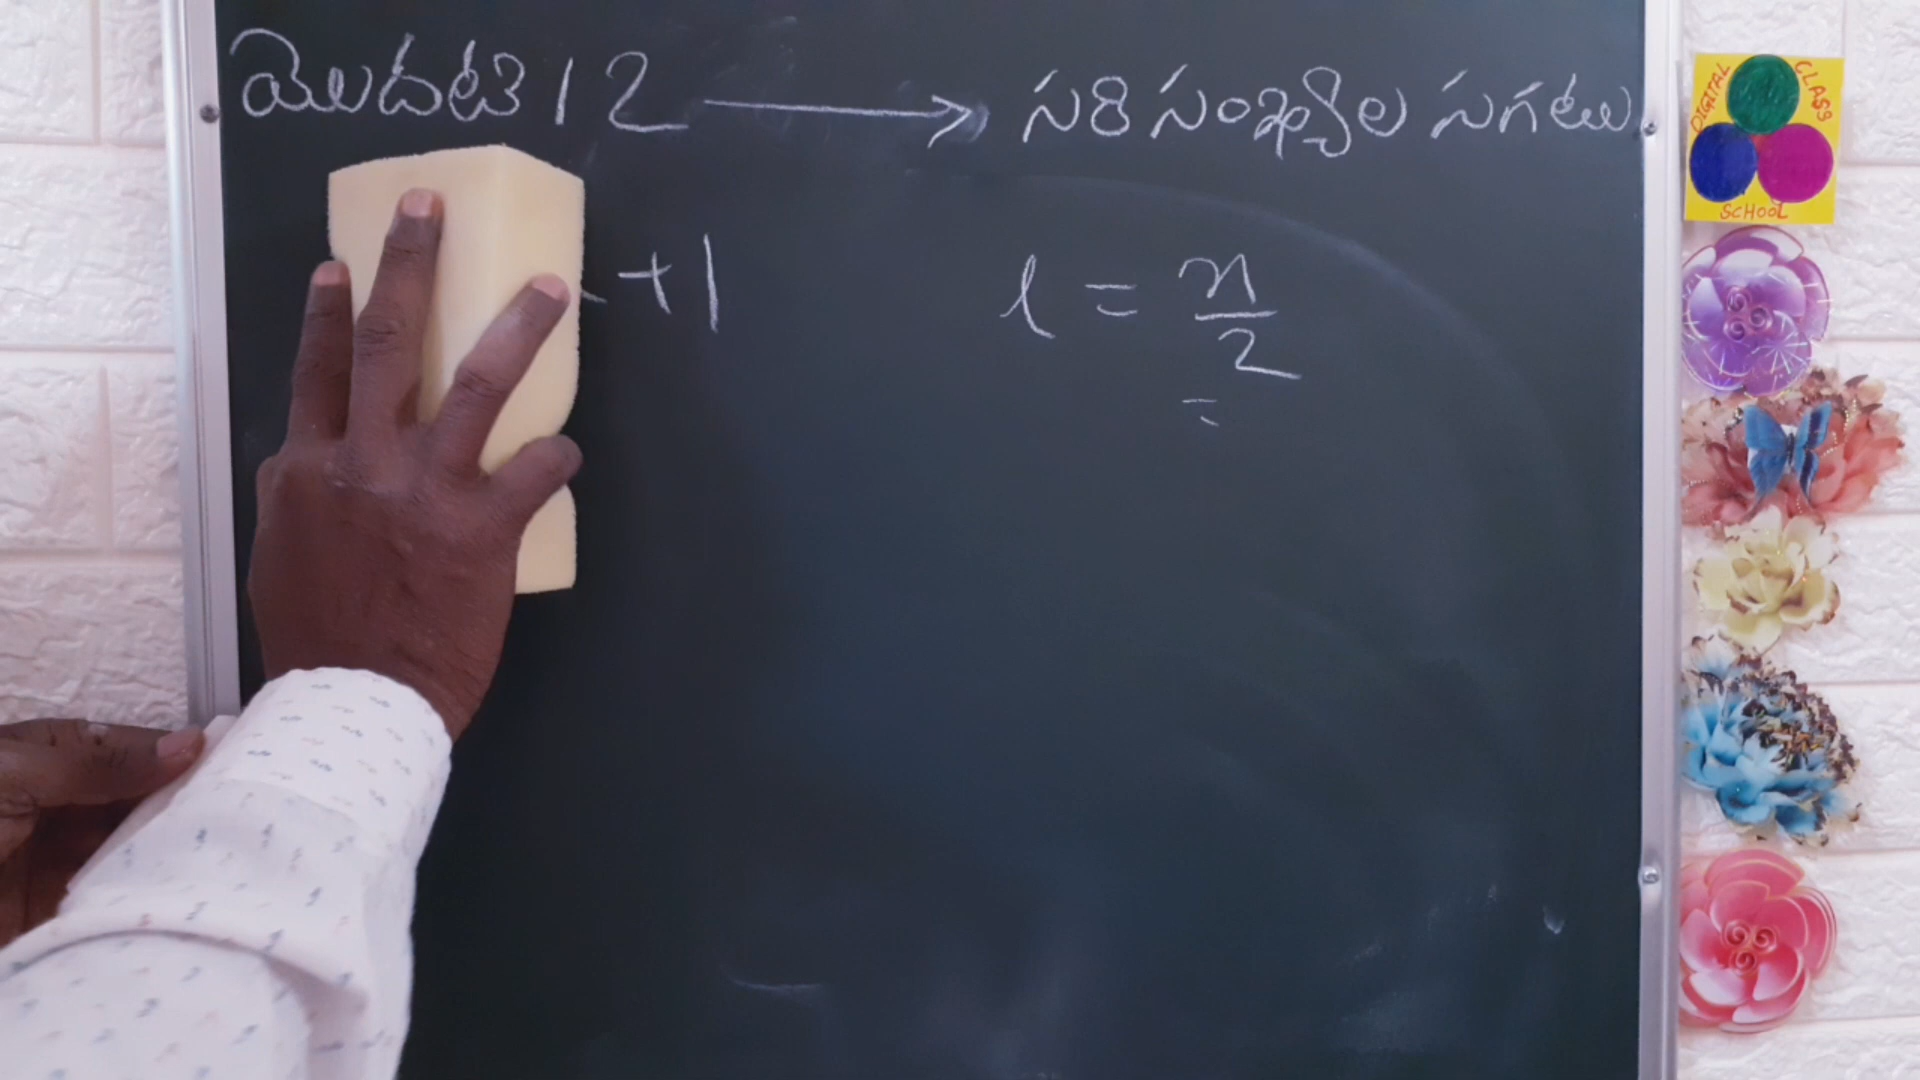 మొదటి 12 → సరి సంఖ్యల సగటు
+1
l = n/2
=
DIGITAL CLASS SCHOOL